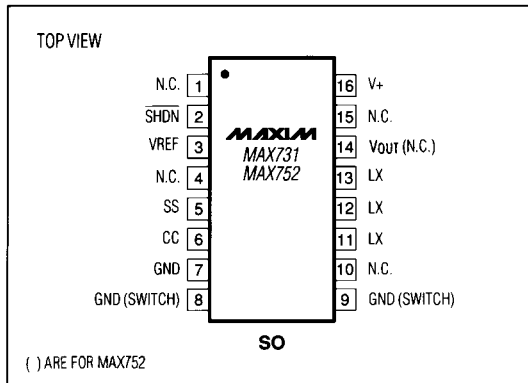 TOP VIEW
N.C. 1
SHDN 2
VREF 3
N.C. 4
SS 5
CC 6
GND 7
GND (SWITCH) 8
MAXIM
MAX731
MAX752
16 V+
15 N.C.
14 VOUT (N.C.)
13 LX
12 LX
11 LX
10 N.C.
9 GND (SWITCH)
SO
( ) ARE FOR MAX752